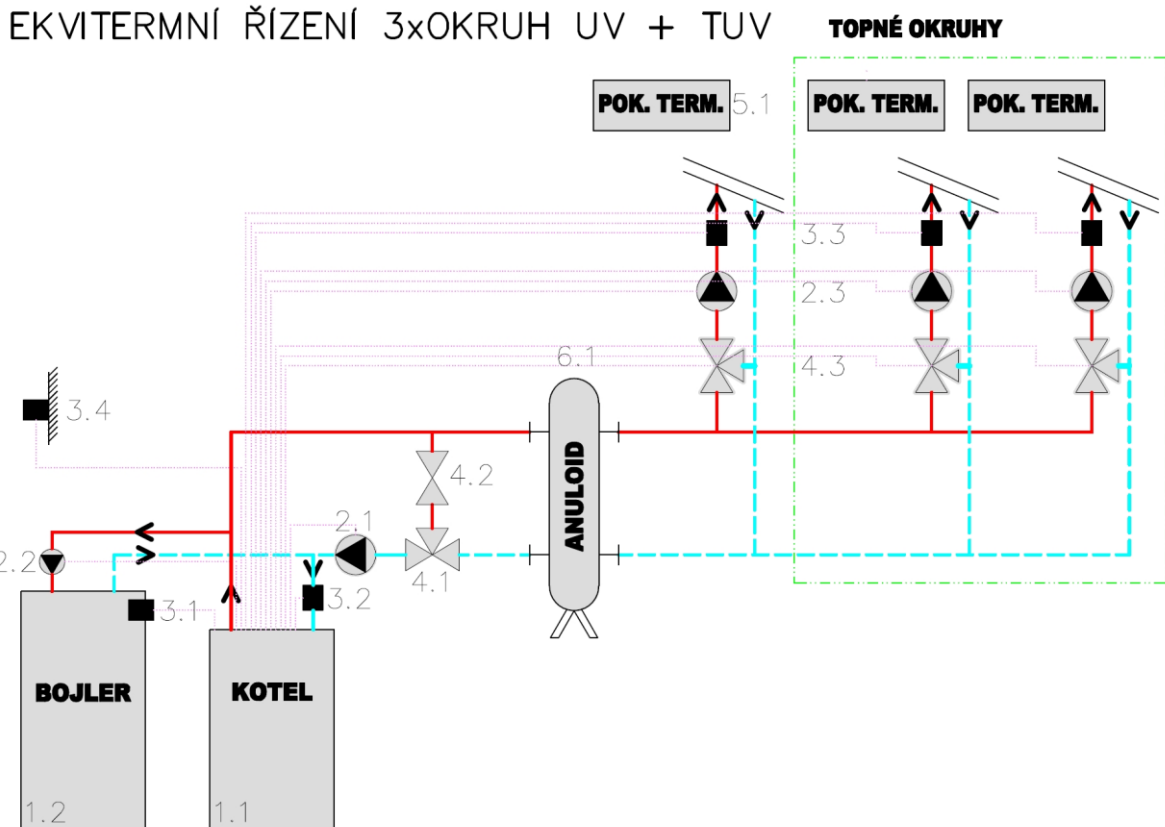 EKVITERMNÍ ŘÍZENÍ 3xOKRUH UV + TUV
TOPNÉ OKRUHY
POK. TERM. 5.1
POK. TERM.
POK. TERM.
3.3
2.3
6.1
4.3
3.4
4.2
ANULOID
2.1
2.2
4.1
3.1
3.2
BOJLER
KOTEL
1.2
1.1